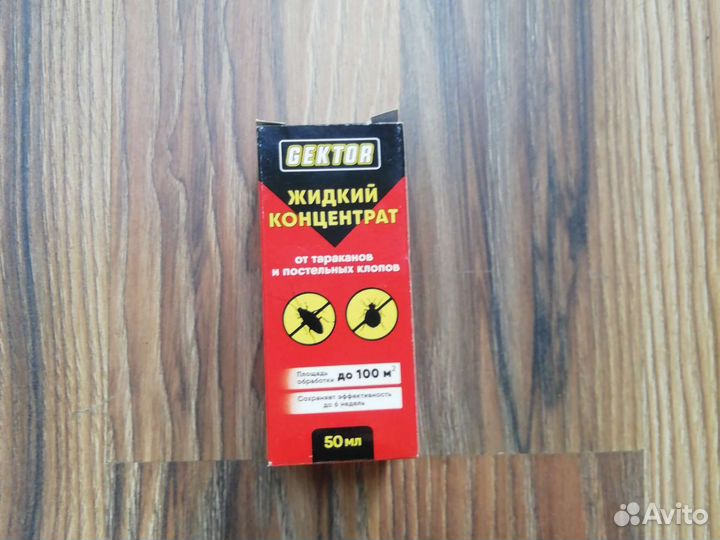 GEKTOR
ЖИДКИЙ
КОНЦЕНТРАТ
от тараканов
и постельных клопов
Площадь
обработки до 100 м²
Сохраняет эффективность
до 6 недель
50 мл
Avito